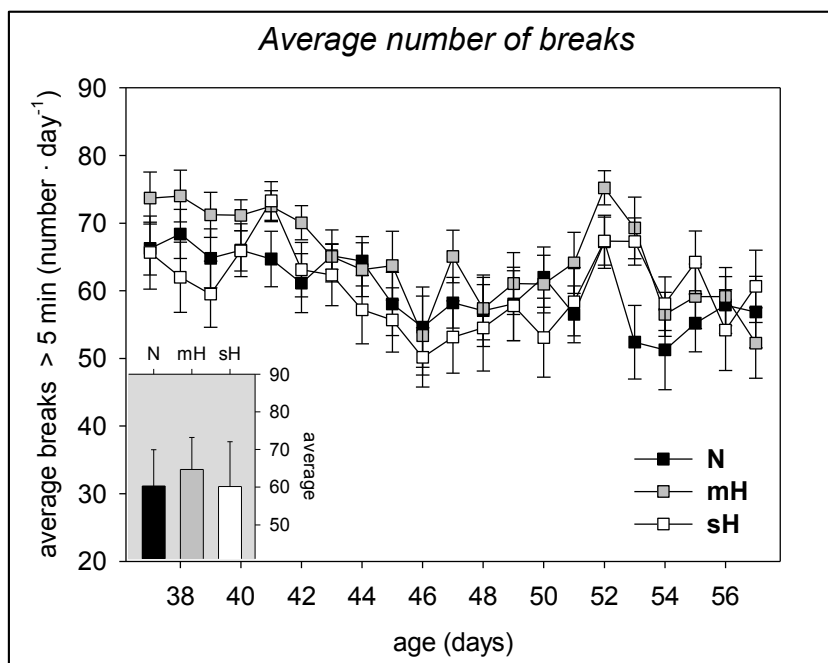 Average number of breaks
average breaks > 5 min (number · day⁻¹)
90
80
70
60
50
40
30
20
38 40 42 44 46 48 50 52 54 56
age (days)
N mH sH
90
80
70
60
50
average
N
mH
sH